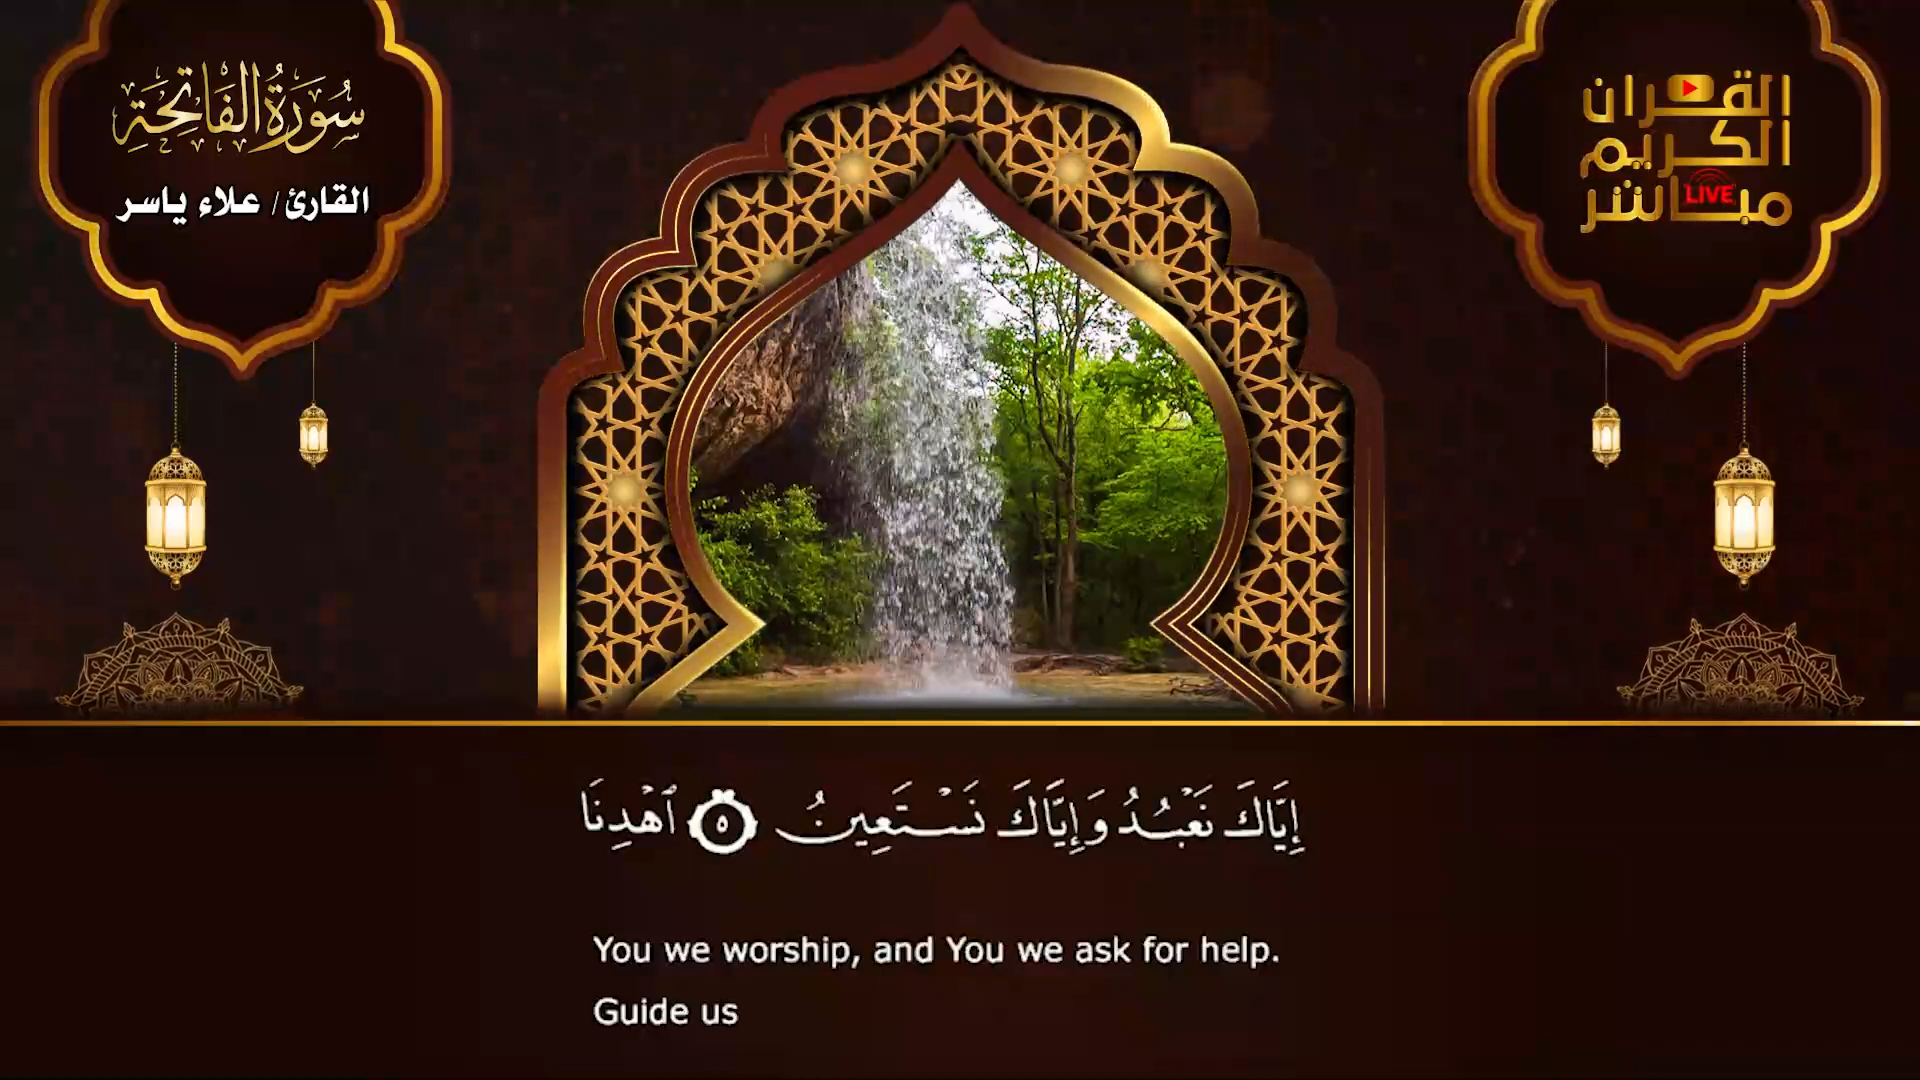 سُورَةُ الفَاتِحَةِ
القارئ / علاء ياسر
القرآن
الكريم
مباشر
LIVE
إِيَّاكَ نَعْبُدُ وَإِيَّاكَ نَسْتَعِينُ ٥ ٱهْدِنَا
You we worship, and You we ask for help.
Guide us